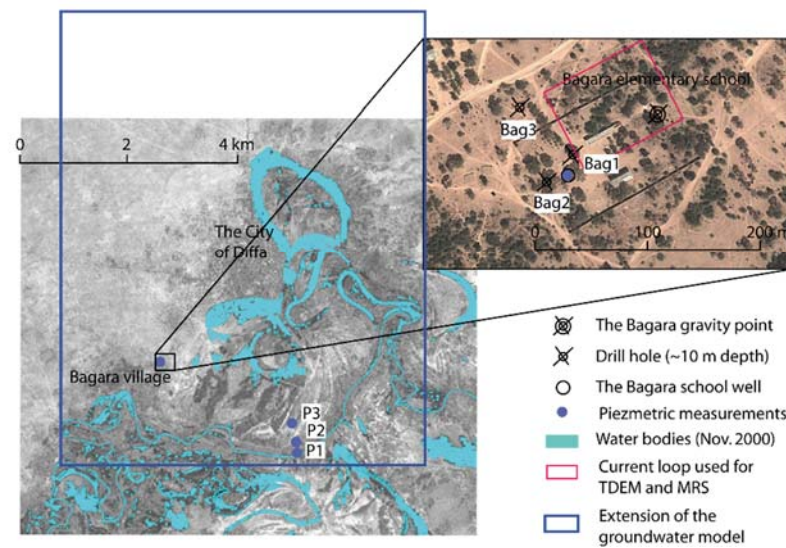 0
2
4 km
The City
of Diffa
Bagara village
P3
P2
P1
Bagara elementary school
Bag3
Bag1
Bag2
0
100
200 m
The Bagara gravity point
Drill hole (~10 m depth)
The Bagara school well
Piezmetric measurements
Water bodies (Nov. 2000)
Current loop used for
TDEM and MRS
Extension of the
groundwater model